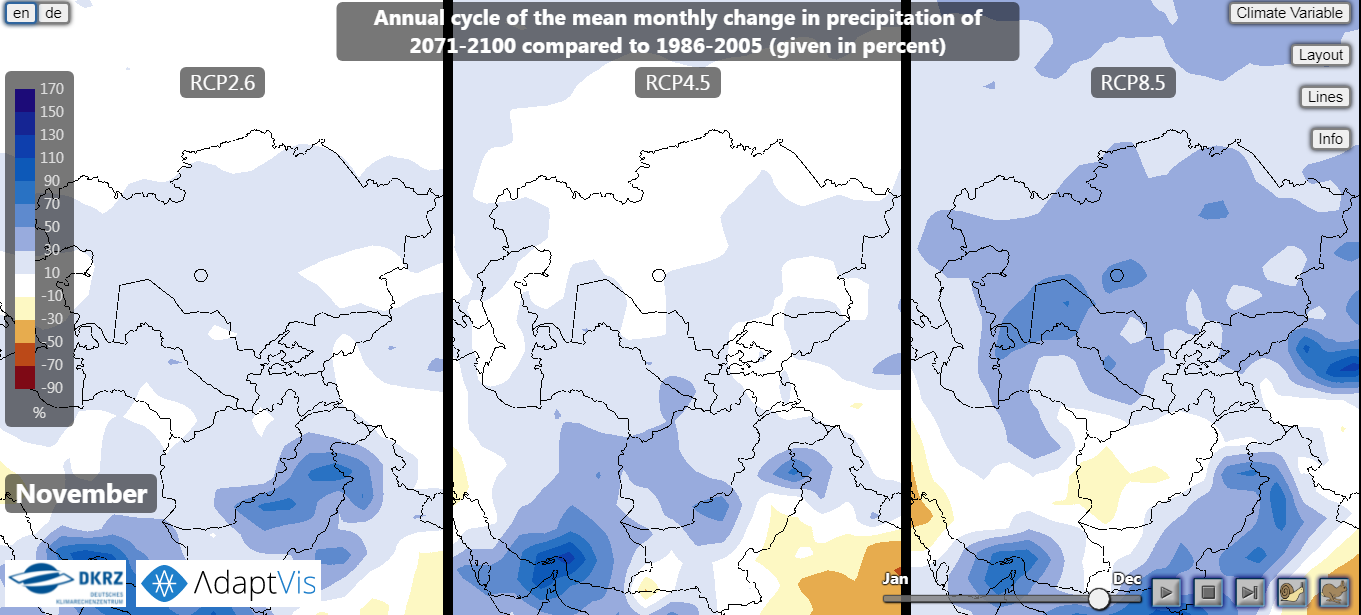 en de
Annual cycle of the mean monthly change in precipitation of
2071-2100 compared to 1986-2005 (given in percent)
Climate Variable
Layout
Lines
Info
RCP2.6
RCP4.5
RCP8.5
170
150
130
110
90
70
50
30
10
-10
-30
-50
-70
-90
%
November
DKRZ
DEUTSCHES
KLIMARECHENZENTRUM
AdaptVis
Jan
Dec